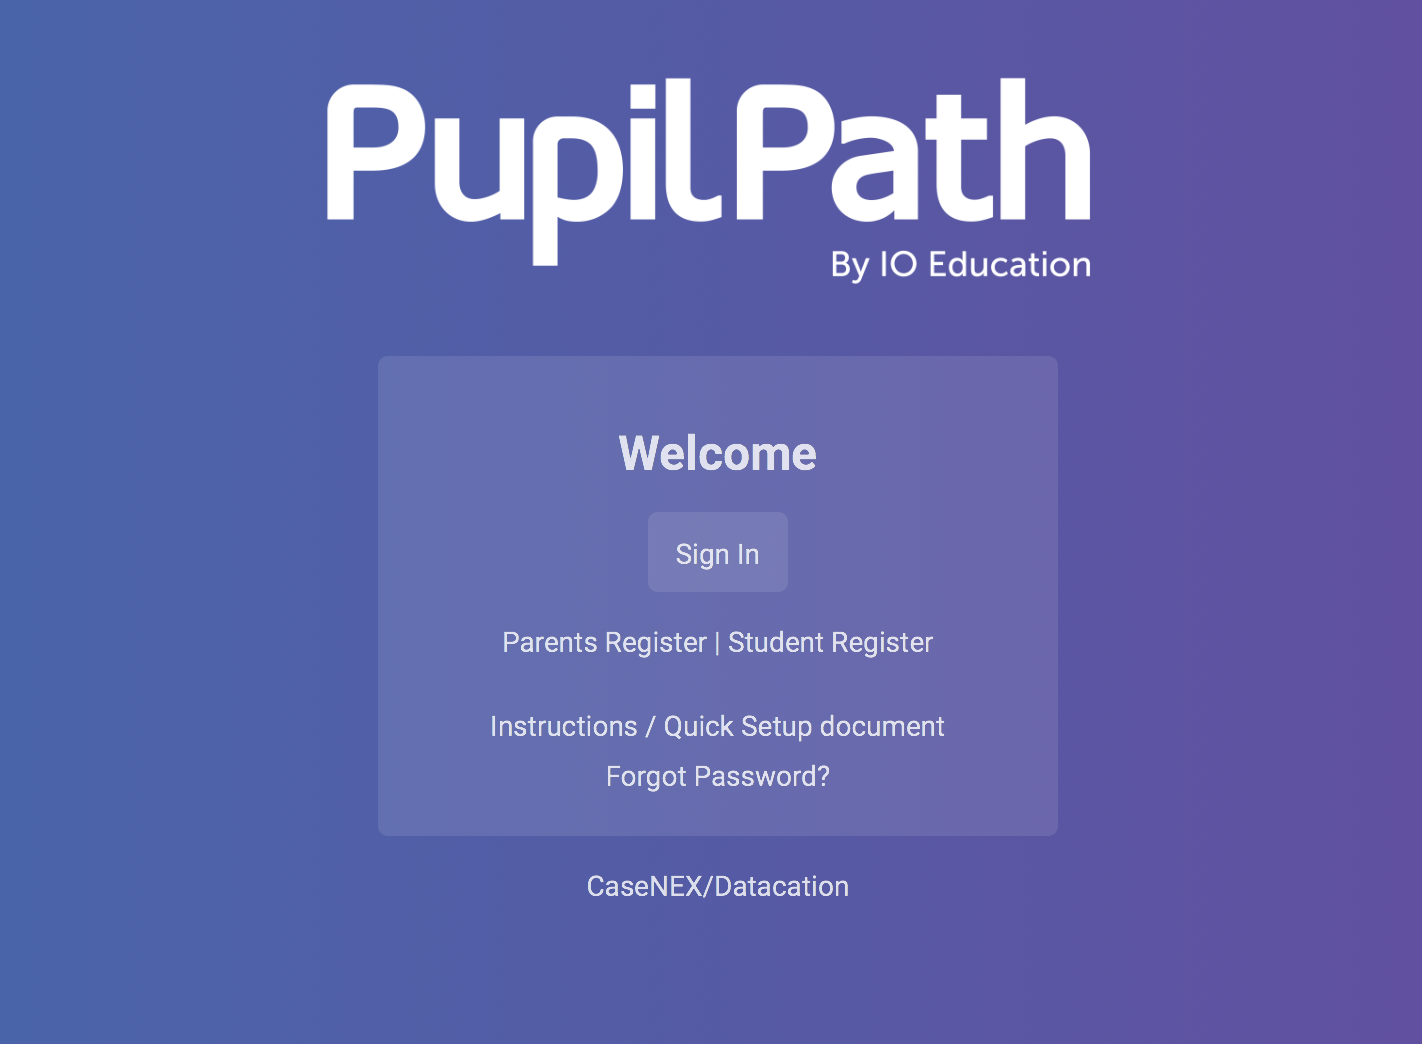 PupilPath
By IO Education
Welcome
Sign In
Parents Register | Student Register
Instructions / Quick Setup document
Forgot Password?
CaseNEX/Datacation